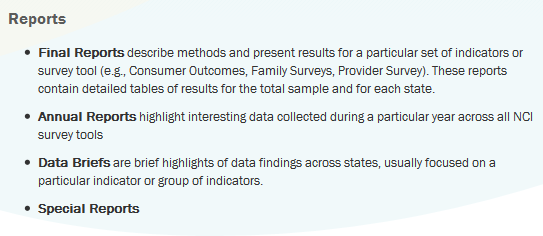 Reports
• Final Reports describe methods and present results for a particular set of indicators or
survey tool (e.g., Consumer Outcomes, Family Surveys, Provider Survey). These reports
contain detailed tables of results for the total sample and for each state.
• Annual Reports highlight interesting data collected during a particular year across all NCI
survey tools
• Data Briefs are brief highlights of data findings across states, usually focused on a
particular indicator or group of indicators.
• Special Reports